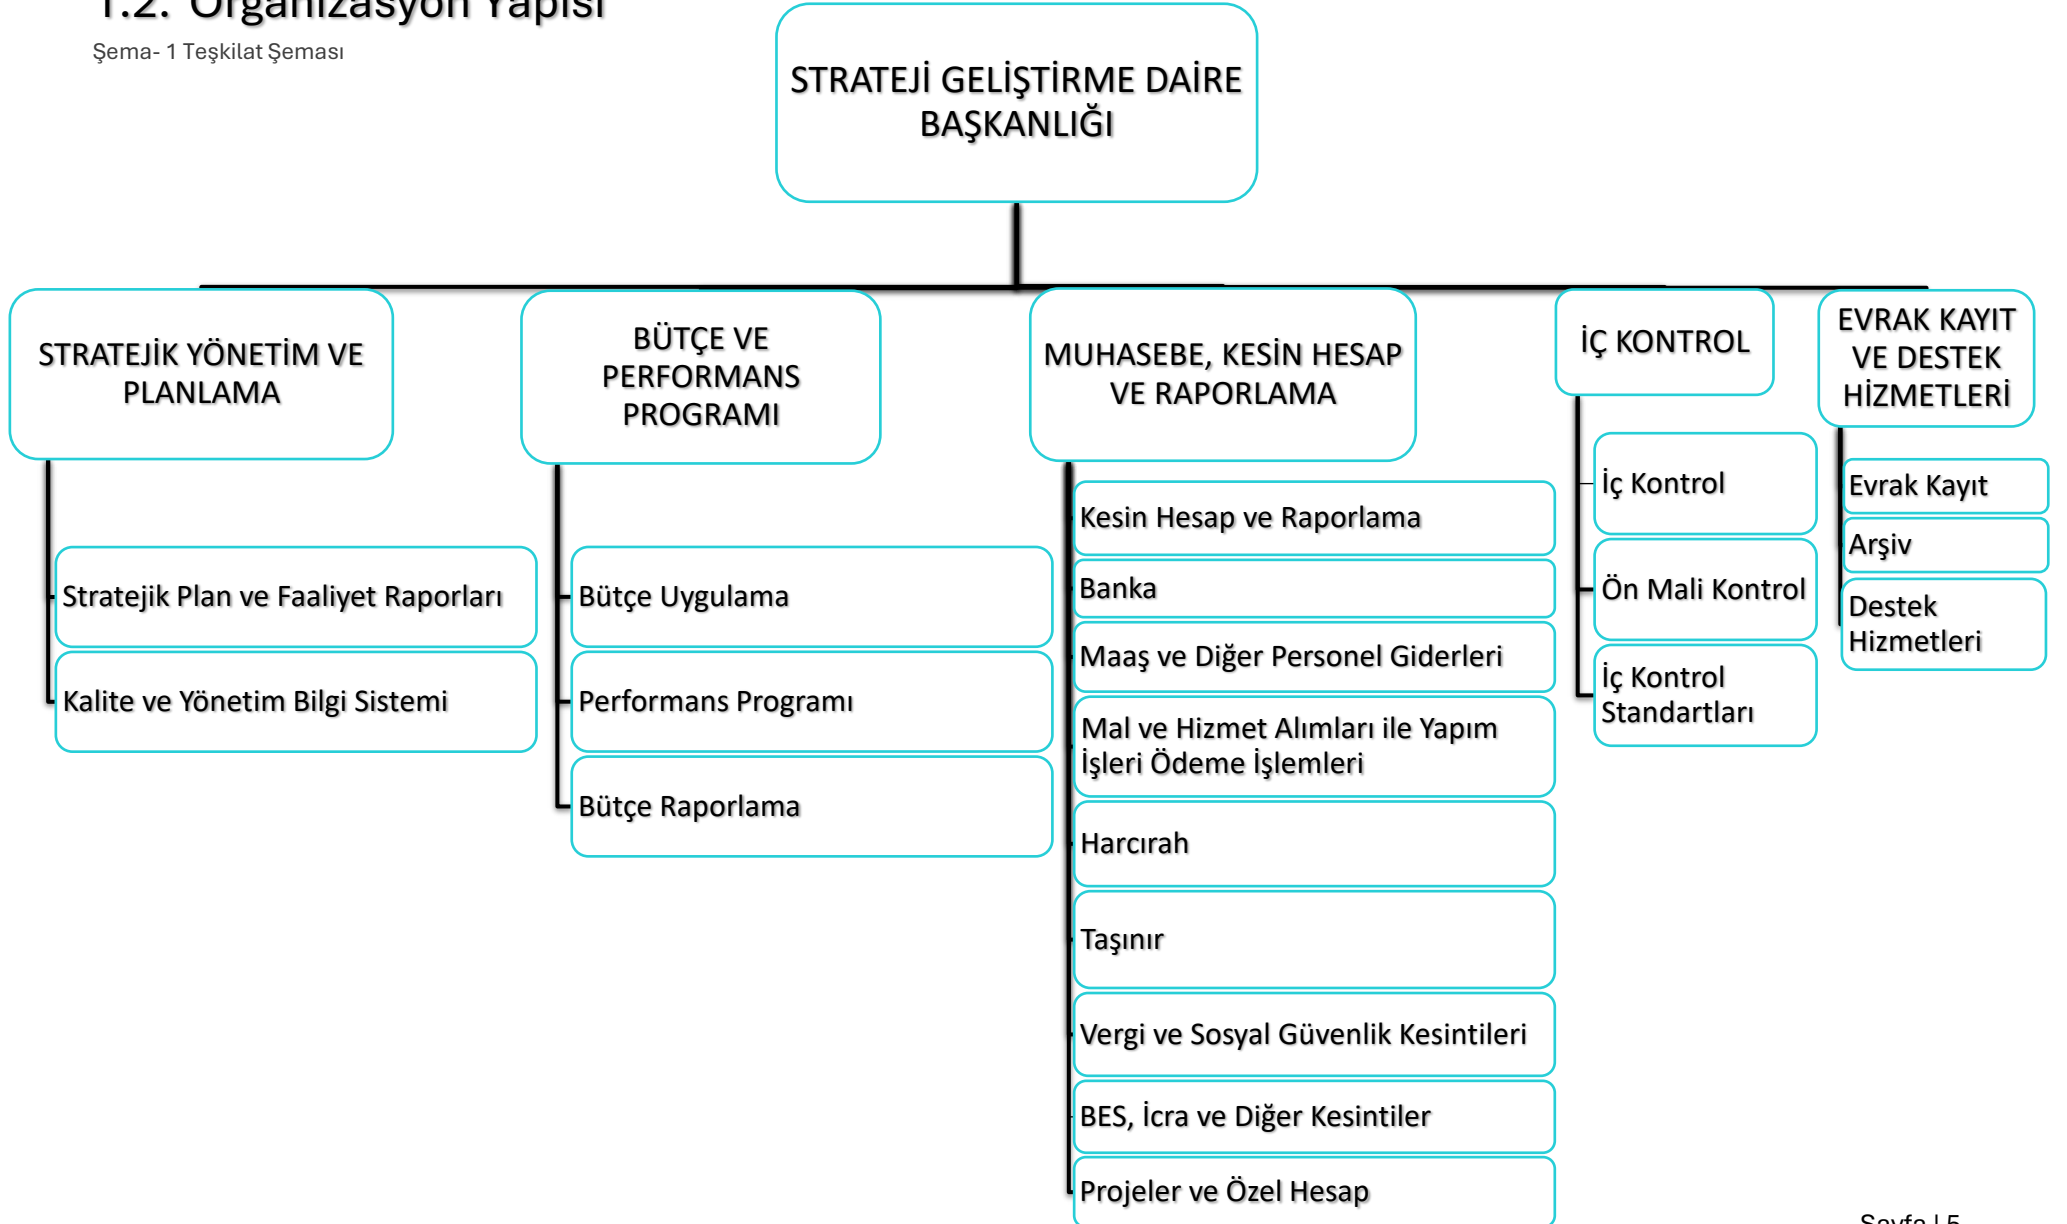 1.2. Organizasyon Yapısı
Şema- 1 Teşkilat Şeması
STRATEJİ GELİŞTİRME DAİRE
BAŞKANLIĞI
STRATEJİK YÖNETİM VE
PLANLAMA
Stratejik Plan ve Faaliyet Raporları
Kalite ve Yönetim Bilgi Sistemi
BÜTÇE VE
PERFORMANS
PROGRAMI
Bütçe Uygulama
Performans Programı
Bütçe Raporlama
MUHASEBE, KESİN HESAP
VE RAPORLAMA
Kesin Hesap ve Raporlama
Banka
Maaş ve Diğer Personel Giderleri
Mal ve Hizmet Alımları ile Yapım
İşleri Ödeme İşlemleri
Harcırah
Taşınır
Vergi ve Sosyal Güvenlik Kesintileri
BES, İcra ve Diğer Kesintiler
Projeler ve Özel Hesap
İÇ KONTROL
İç Kontrol
Ön Mali Kontrol
İç Kontrol
Standartları
EVRAK KAYIT
VE DESTEK
HİZMETLERİ
Evrak Kayıt
Arşiv
Destek
Hizmetleri
Sayfa | 5